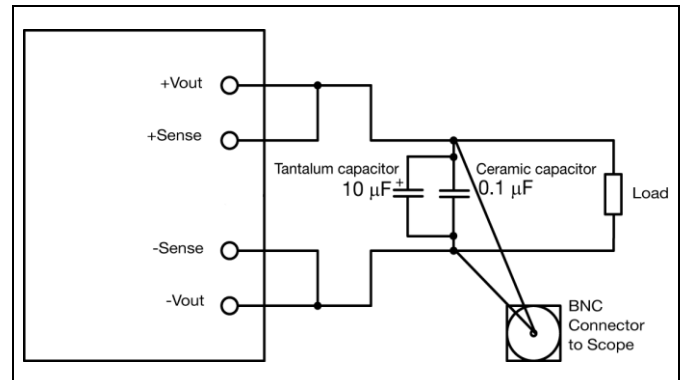 +Vout
+Sense
Tantalum capacitor
10 μF+
Ceramic capacitor
0.1 μF
Load
-Sense
-Vout
BNC
Connector
to Scope